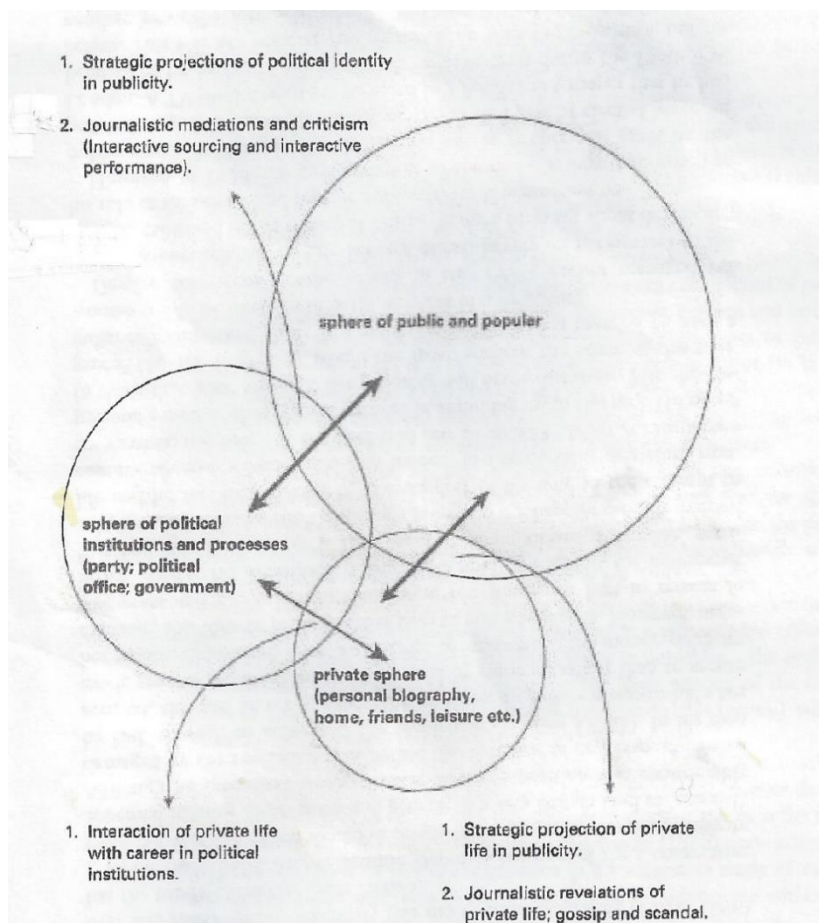 1. Strategic projections of political identity
in publicity.
2. Journalistic mediations and criticism
(Interactive sourcing and interactive
performance).
sphere of public and popular
sphere of political
institutions and processes
(party; political
office; government)
private sphere
(personal biography,
home, friends, leisure etc.)
1. Interaction of private life
with career in political
institutions.
1. Strategic projection of private
life in publicity.
2. Journalistic revelations of
private life; gossip and scandal.